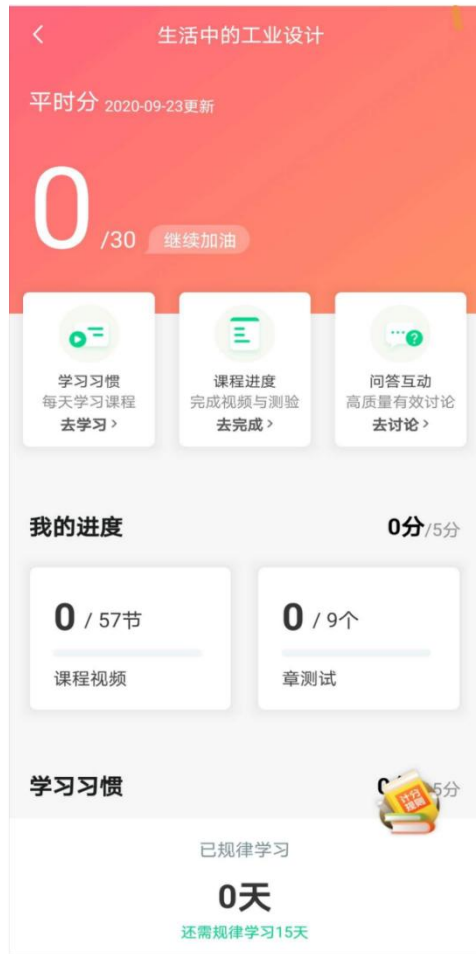 生活中的工业设计
平时分 2020-09-23更新
0 /30 继续加油
学习习惯 课程进度 问答互动
每天学习课程 完成视频与测验 高质量有效讨论
去学习> 去完成> 去讨论>
我的进度 0分/5分
0 / 57节 0 / 9个
课程视频 章测试
学习习惯 5分
计分
规则
已规律学习
0天
还需规律学习15天